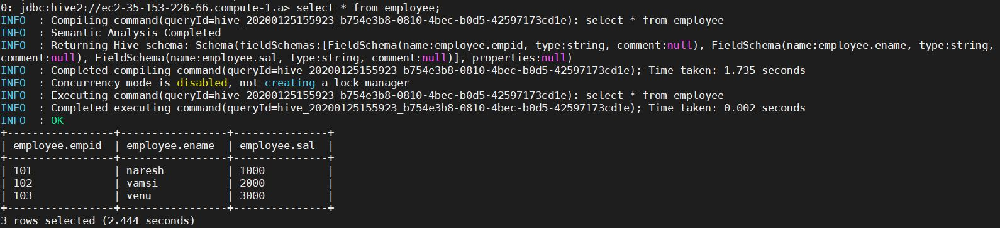 0: jdbc:hive2://ec2-35-153-226-66.compute-1.a> select * from employee;
INFO  : Compiling command(queryId=hive_20200125155923_b754e3b8-0810-4bec-b0d5-42597173cd1e): select * from employee
INFO  : Semantic Analysis Completed
INFO  : Returning Hive schema: Schema(fieldSchemas:[FieldSchema(name:employee.empid, type:string, comment:null), FieldSchema(name:employee.ename, type:string,
comment:null), FieldSchema(name:employee.sal, type:string, comment:null)], properties:null)
INFO  : Completed compiling command(queryId=hive_20200125155923_b754e3b8-0810-4bec-b0d5-42597173cd1e); Time taken: 1.735 seconds
INFO  : Concurrency mode is disabled, not creating a lock manager
INFO  : Executing command(queryId=hive_20200125155923_b754e3b8-0810-4bec-b0d5-42597173cd1e): select * from employee
INFO  : Completed executing command(queryId=hive_20200125155923_b754e3b8-0810-4bec-b0d5-42597173cd1e); Time taken: 0.002 seconds
INFO  : OK
+-----------------+-----------------+---------------+
| employee.empid  | employee.ename  | employee.sal  |
+-----------------+-----------------+---------------+
| 101             | naresh          | 1000          |
| 102             | vamsi           | 2000          |
| 103             | venu            | 3000          |
+-----------------+-----------------+---------------+
3 rows selected (2.444 seconds)